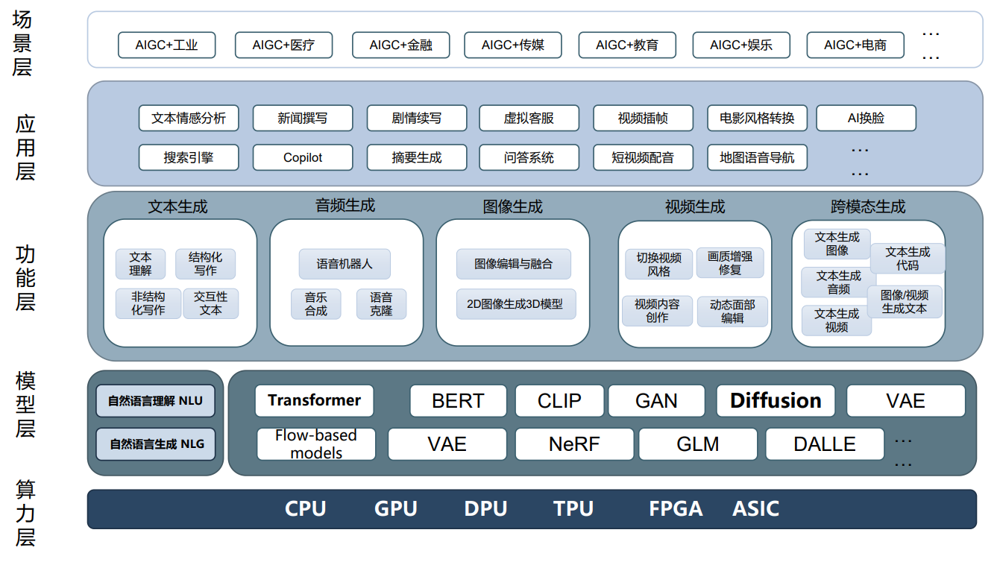 场景层
AIGC+工业
AIGC+医疗
AIGC+金融
AIGC+传媒
AIGC+教育
AIGC+娱乐
AIGC+电商
...
...
应用层
文本情感分析
新闻撰写
剧情续写
虚拟客服
视频插帧
电影风格转换
AI换脸
搜索引擎
Copilot
摘要生成
问答系统
短视频配音
地图语音导航
...
...
功能层
文本生成
文本
理解
结构化
写作
非结构
化写作
交互性
文本
音频生成
语音机器人
音乐
合成
语音
克隆
图像生成
图像编辑与融合
2D图像生成3D模型
视频生成
切换视频
风格
画质增强
修复
视频内容
创作
动态面部
编辑
跨模态生成
文本生成
图像
文本生成
代码
文本生成
音频
图像/视频
生成文本
文本生成
视频
模型层
自然语言理解 NLU
自然语言生成 NLG
Transformer
BERT
CLIP
GAN
Diffusion
VAE
Flow-based
models
VAE
NeRF
GLM
DALLE
...
...
算力层
CPU
GPU
DPU
TPU
FPGA
ASIC